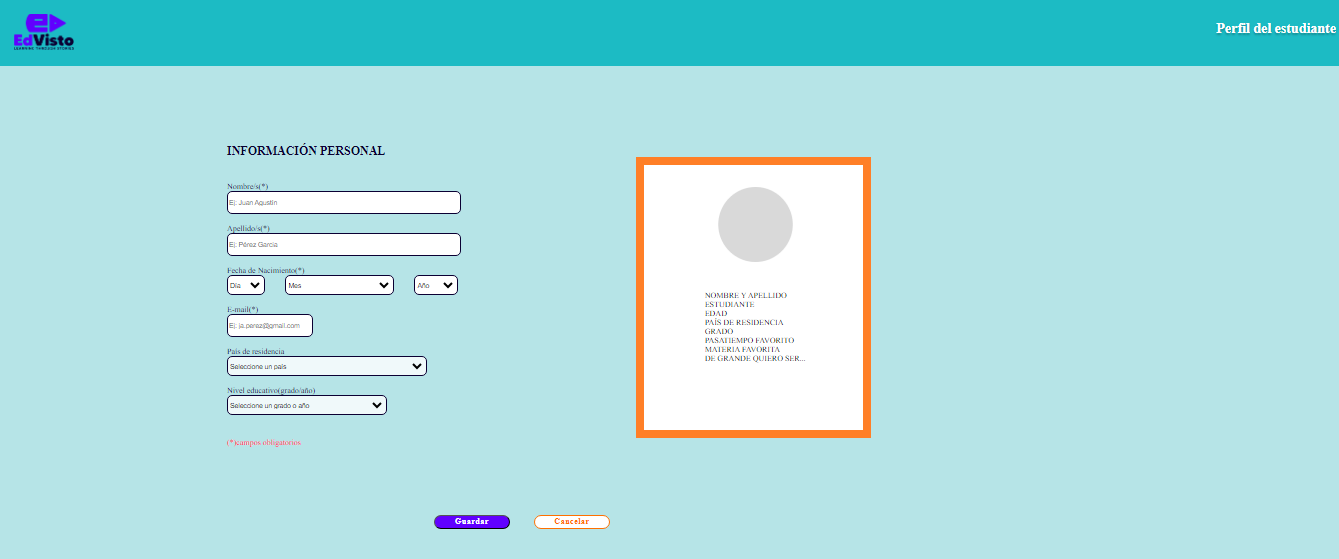 EdVisto
LEARNING THROUGH STORIES
Perfil del estudiante
INFORMACIÓN PERSONAL
Nombre/s(*)
Ej: Juan Agustín
Apellido/s(*)
Ej: Pérez García
Fecha de Nacimiento(*)
Día Mes Año
E-mail(*)
Ej: ja.perez@gmail.com
País de residencia
Seleccione un país
Nivel educativo(grado/año)
Seleccione un grado o año
(*)campos obligatorios
NOMBRE Y APELLIDO
ESTUDIANTE
EDAD
PAÍS DE RESIDENCIA
GRADO
PASATIEMPO FAVORITO
MATERIA FAVORITA
DE GRANDE QUIERO SER...
Guardar Cancelar